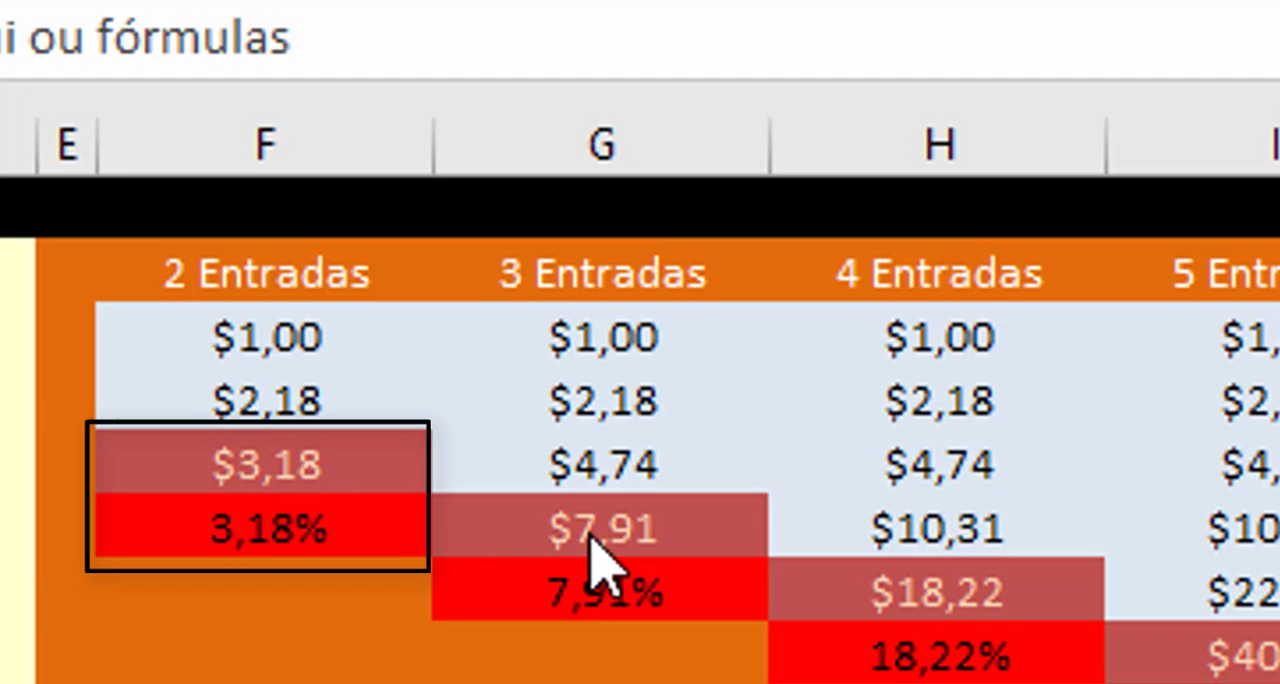 ou fórmulas
E F G H
2 Entradas 3 Entradas 4 Entradas 5
$1,00 $1,00 $1,00
$2,18 $2,18 $2,18
$3,18 $4,74 $4,74
3,18% $7,91 $10,31
$18,22
18,22%